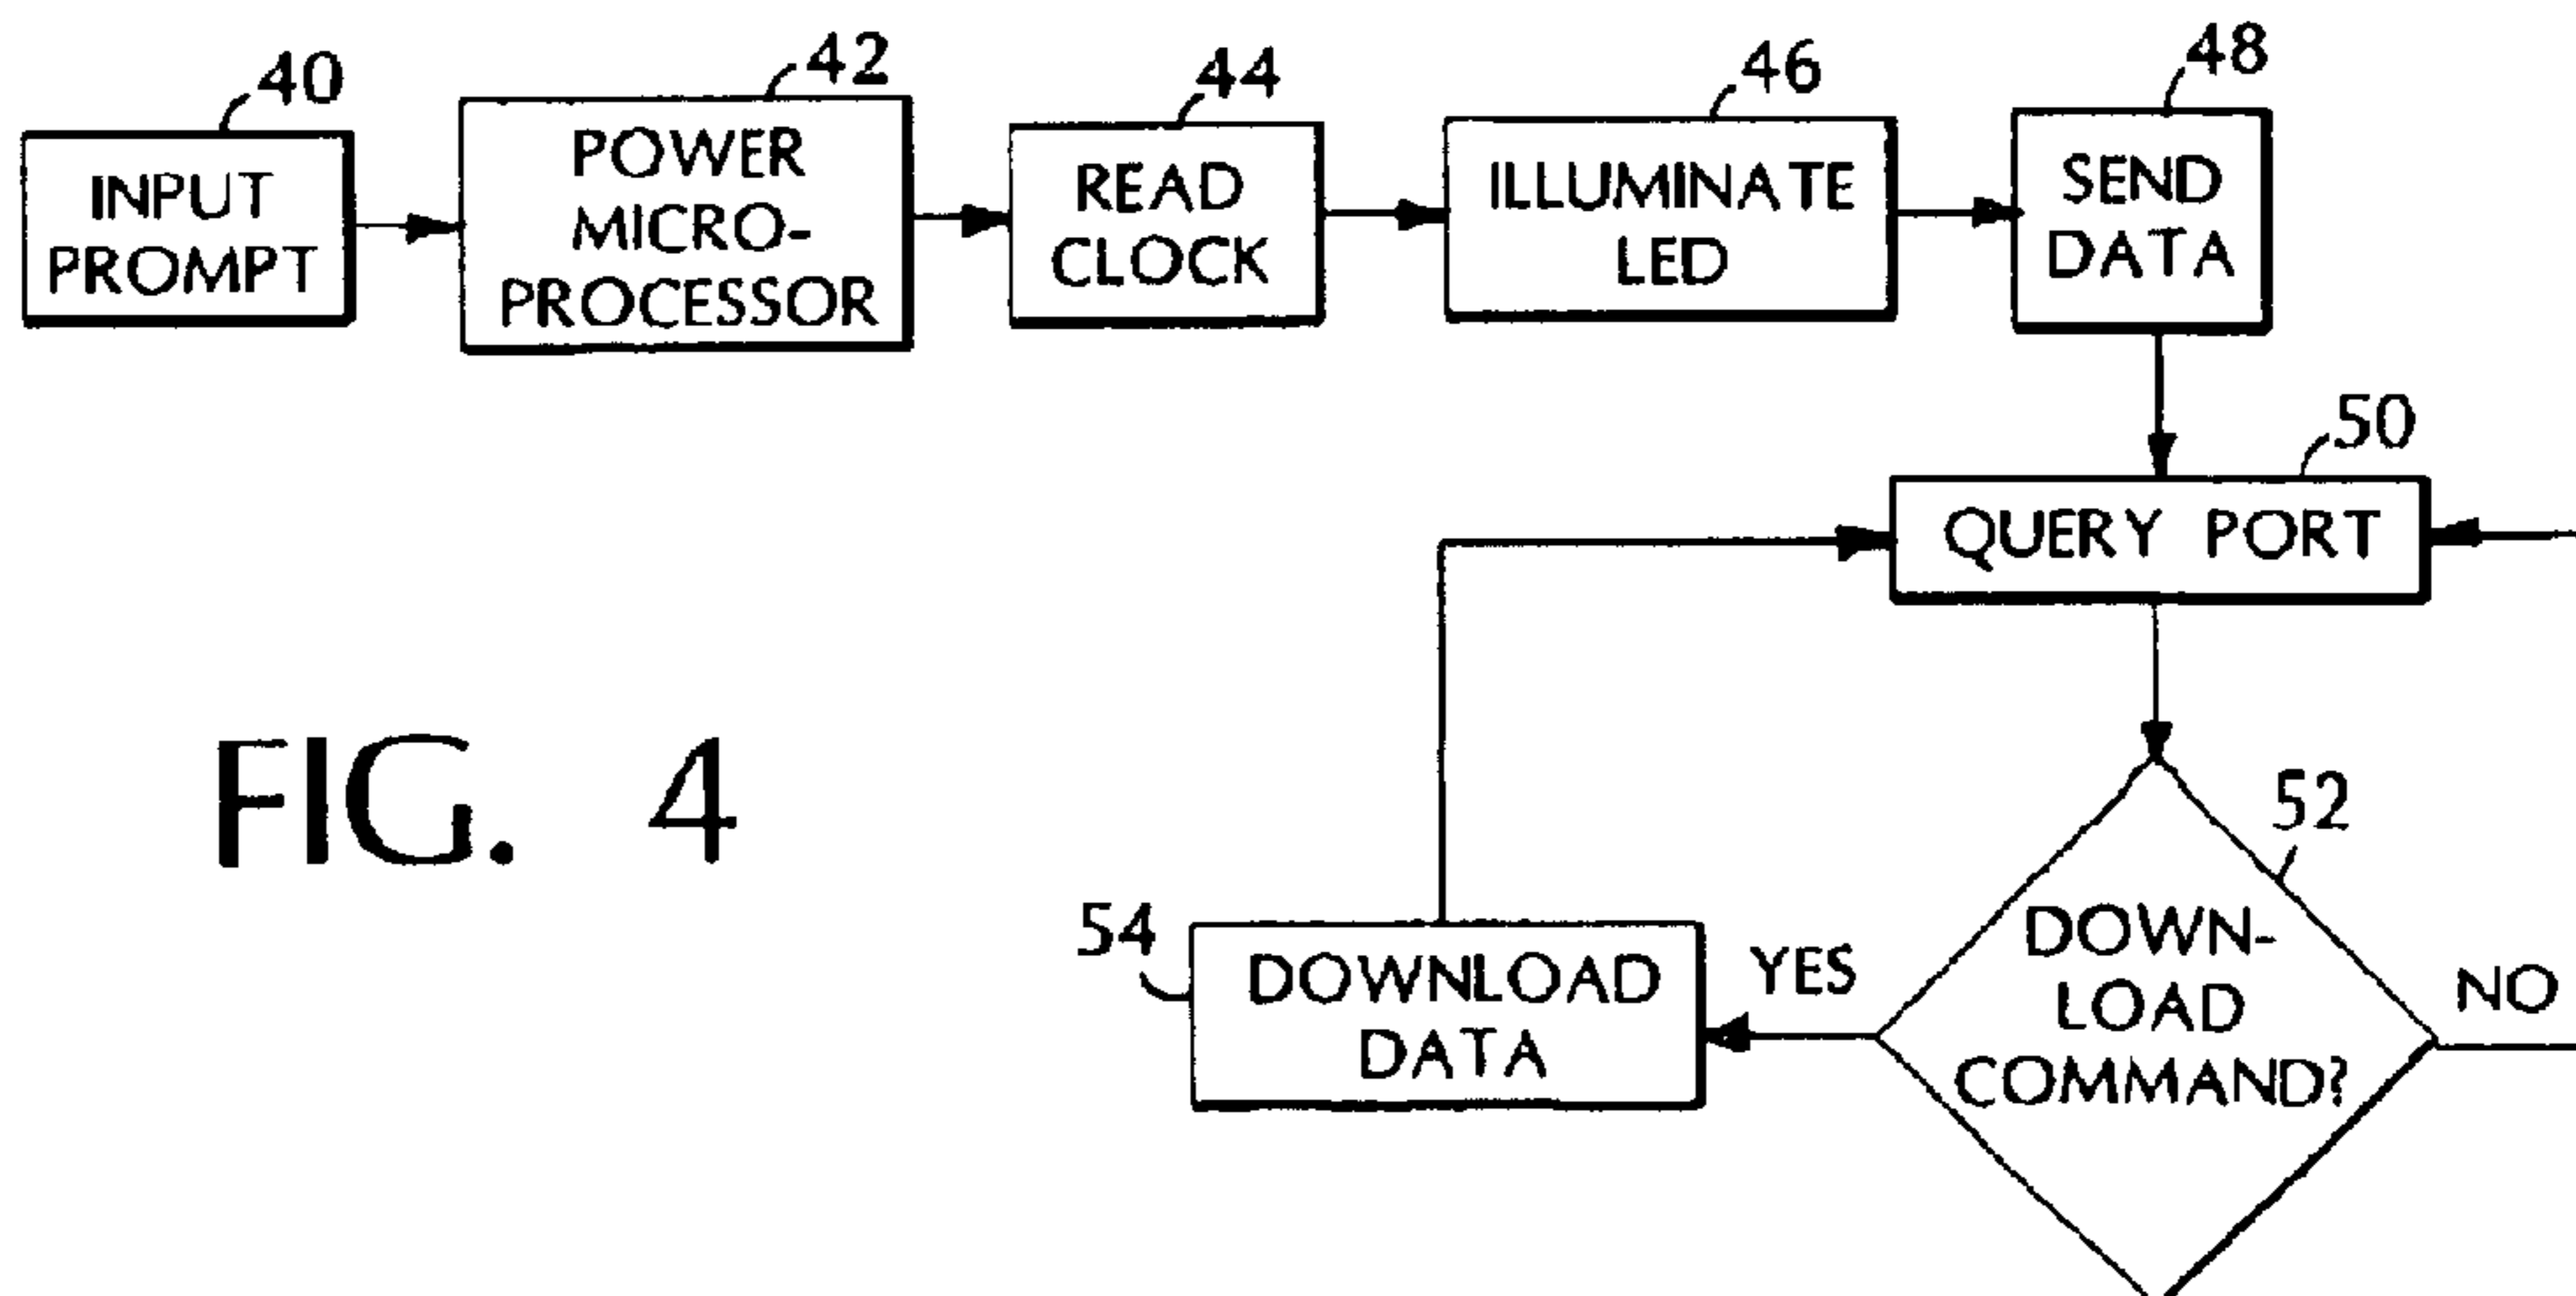 40
INPUT
PROMPT
42
POWER
MICRO-
PROCESSOR
44
READ
CLOCK
46
ILLUMINATE
LED
48
SEND
DATA
50
QUERY PORT
52
DOWN-
LOAD
COMMAND?
NO
YES
54
DOWNLOAD
DATA
FIG. 4